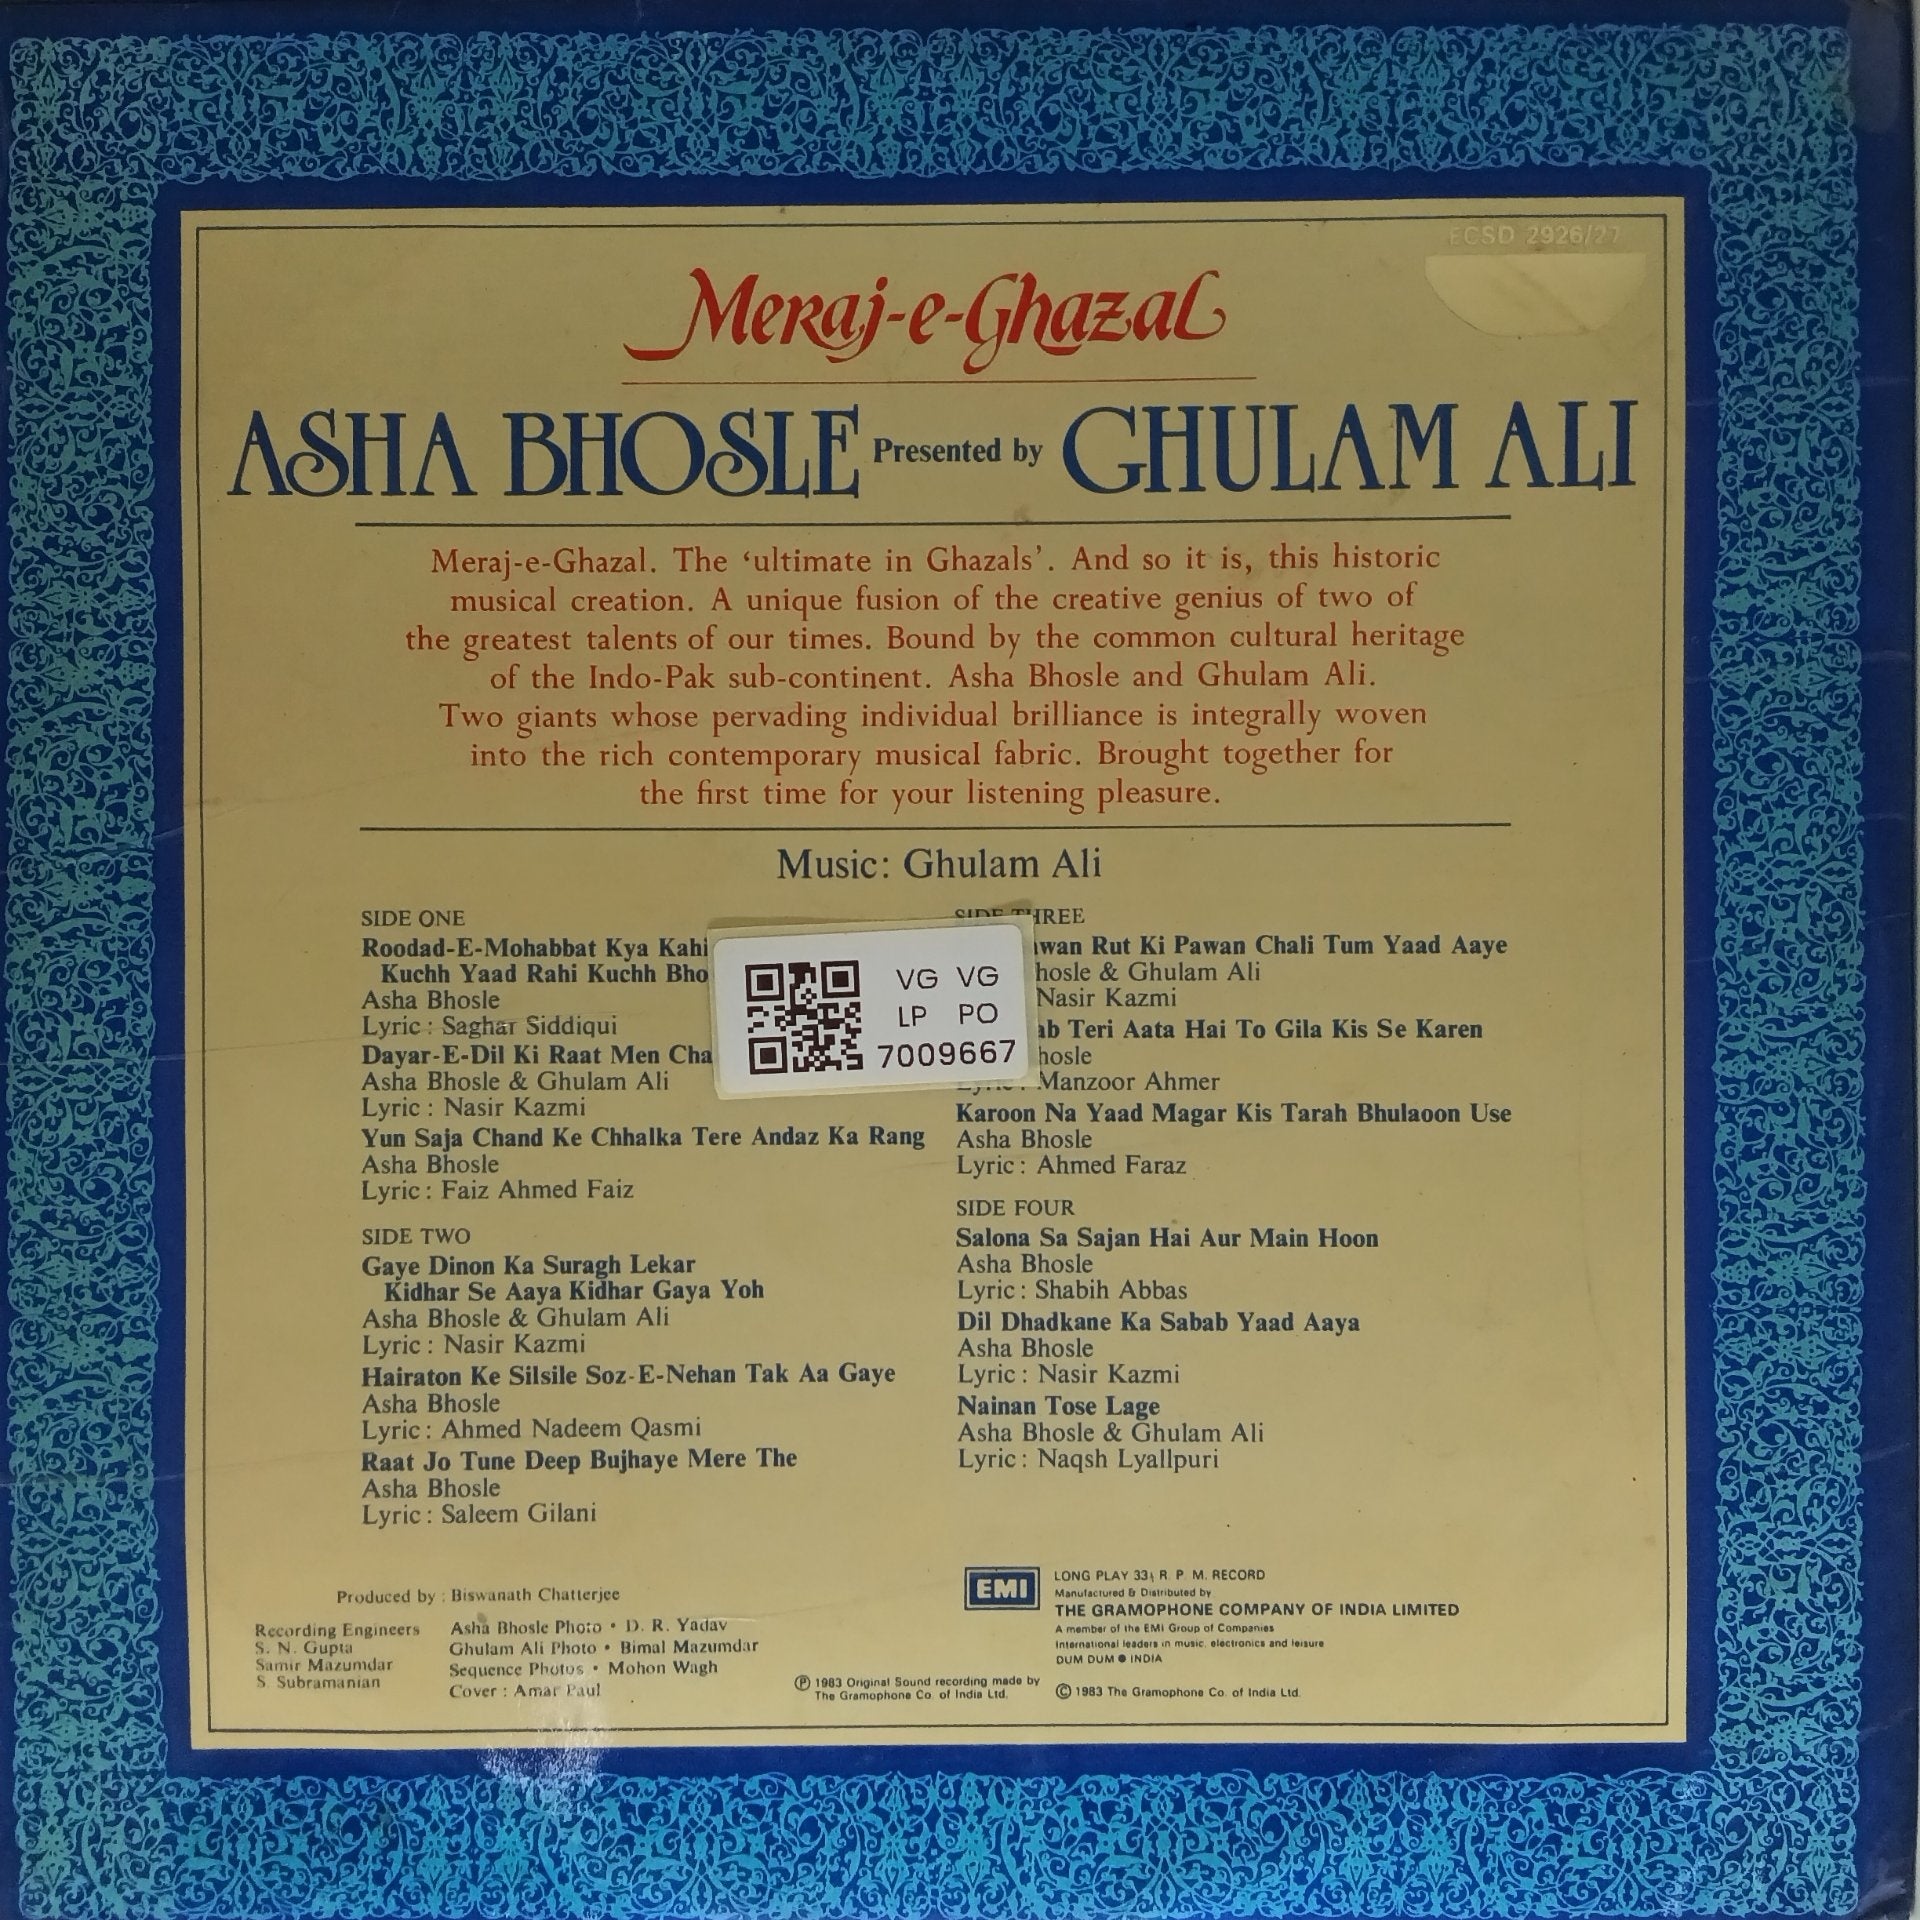 ECSD 2926/27
Meraj-e-Ghazal
ASHA BHOSLE Presented by GHULAM ALI
Meraj-e-Ghazal. The ‘ultimate in Ghazals’. And so it is, this historic
musical creation. A unique fusion of the creative genius of two of
the greatest talents of our times. Bound by the common cultural heritage
of the Indo-Pak sub-continent. Asha Bhosle and Ghulam Ali.
Two giants whose pervading individual brilliance is integrally woven
into the rich contemporary musical fabric. Brought together for
the first time for your listening pleasure.
Music: Ghulam Ali
SIDE ONE
Roodad-E-Mohabbat Kya Kahi
Kuchh Yaad Rahi Kuchh Bho
Asha Bhosle
Lyric : Saghar Siddiqui
Dayar-E-Dil Ki Raat Men Cha
Asha Bhosle & Ghulam Ali
Lyric : Nasir Kazmi
Yun Saja Chand Ke Chhalka Tere Andaz Ka Rang
Asha Bhosle
Lyric : Faiz Ahmed Faiz
SIDE TWO
Gaye Dinon Ka Suragh Lekar
Kidhar Se Aaya Kidhar Gaya Yoh
Asha Bhosle & Ghulam Ali
Lyric : Nasir Kazmi
Hairaton Ke Silsile Soz-E-Nehan Tak Aa Gaye
Asha Bhosle
Lyric : Ahmed Nadeem Qasmi
Raat Jo Tune Deep Bujhaye Mere The
Asha Bhosle
Lyric : Saleem Gilani
VG VG
LP PO
7009667
SIDE THREE
awan Rut Ki Pawan Chali Tum Yaad Aaye
hosle & Ghulam Ali
Nasir Kazmi
ab Teri Aata Hai To Gila Kis Se Karen
hosle
Lyric : Manzoor Ahmer
Karoon Na Yaad Magar Kis Tarah Bhulaoon Use
Asha Bhosle
Lyric : Ahmed Faraz
SIDE FOUR
Salona Sa Sajan Hai Aur Main Hoon
Asha Bhosle
Lyric : Shabih Abbas
Dil Dhadkane Ka Sabab Yaad Aaya
Asha Bhosle
Lyric : Nasir Kazmi
Nainan Tose Lage
Asha Bhosle & Ghulam Ali
Lyric : Naqsh Lyallpuri
Produced by : Biswanath Chatterjee
Recording Engineers
S. N. Gupta
Samir Mazumdar
S. Subramanian
Asha Bhosle Photo • D. R. Yadav
Ghulam Ali Photo • Bimal Mazumdar
Sequence Photos • Mohon Wagh
Cover : Amar Paul
EMI
LONG PLAY 33⅓ R. P. M. RECORD
Manufactured & Distributed by
THE GRAMOPHONE COMPANY OF INDIA LIMITED
A member of the EMI Group of Companies
International leaders in music, electronics and leisure
DUM DUM ● INDIA
℗ 1983 Original Sound recording made by
The Gramophone Co. of India Ltd.
© 1983 The Gramophone Co. of India Ltd.